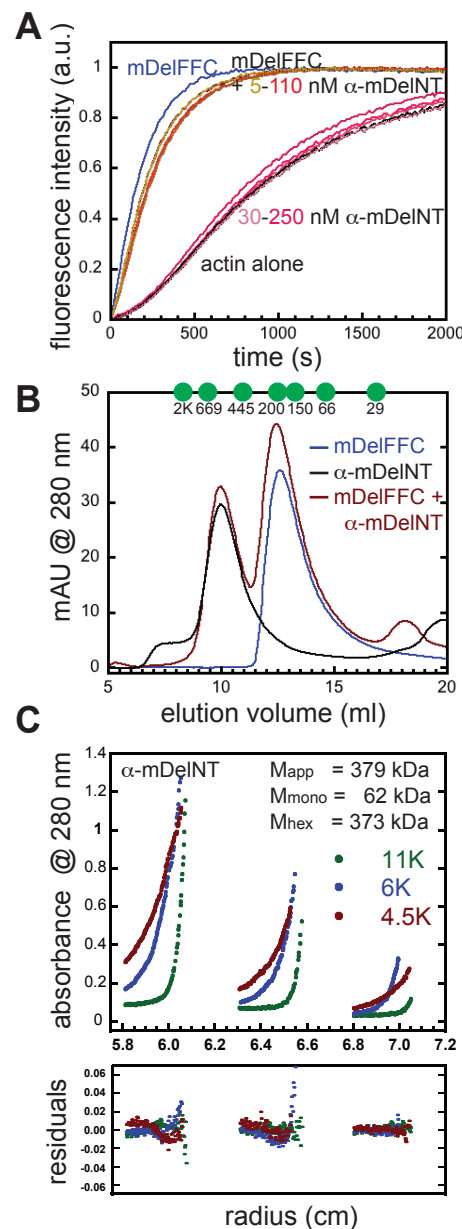 A
fluorescence intensity (a.u.)
1
0.8
0.6
0.4
0.2
0
mDelFFC
mDelFFC
+ 5-110 nM α-mDelNT
30-250 nM α-mDelNT
actin alone
0 500 1000 1500 2000
time (s)
B
2K 669 445 200 150 66 29
mAU @ 280 nm
50
40
30
20
10
0
mDelFFC
α-mDelNT
mDelFFC +
α-mDelNT
5 10 15 20
elution volume (ml)
C
absorbance @ 280 nm
1.4
1.2
1
0.8
0.6
0.4
0.2
0
α-mDelNT
Mapp = 379 kDa
Mmono = 62 kDa
Mhex = 373 kDa
11K
6K
4.5K
5.8 6.0 6.2 6.4 6.6 6.8 7.0 7.2
residuals
0.06
0.04
0.02
0.00
-0.02
-0.04
-0.06
radius (cm)